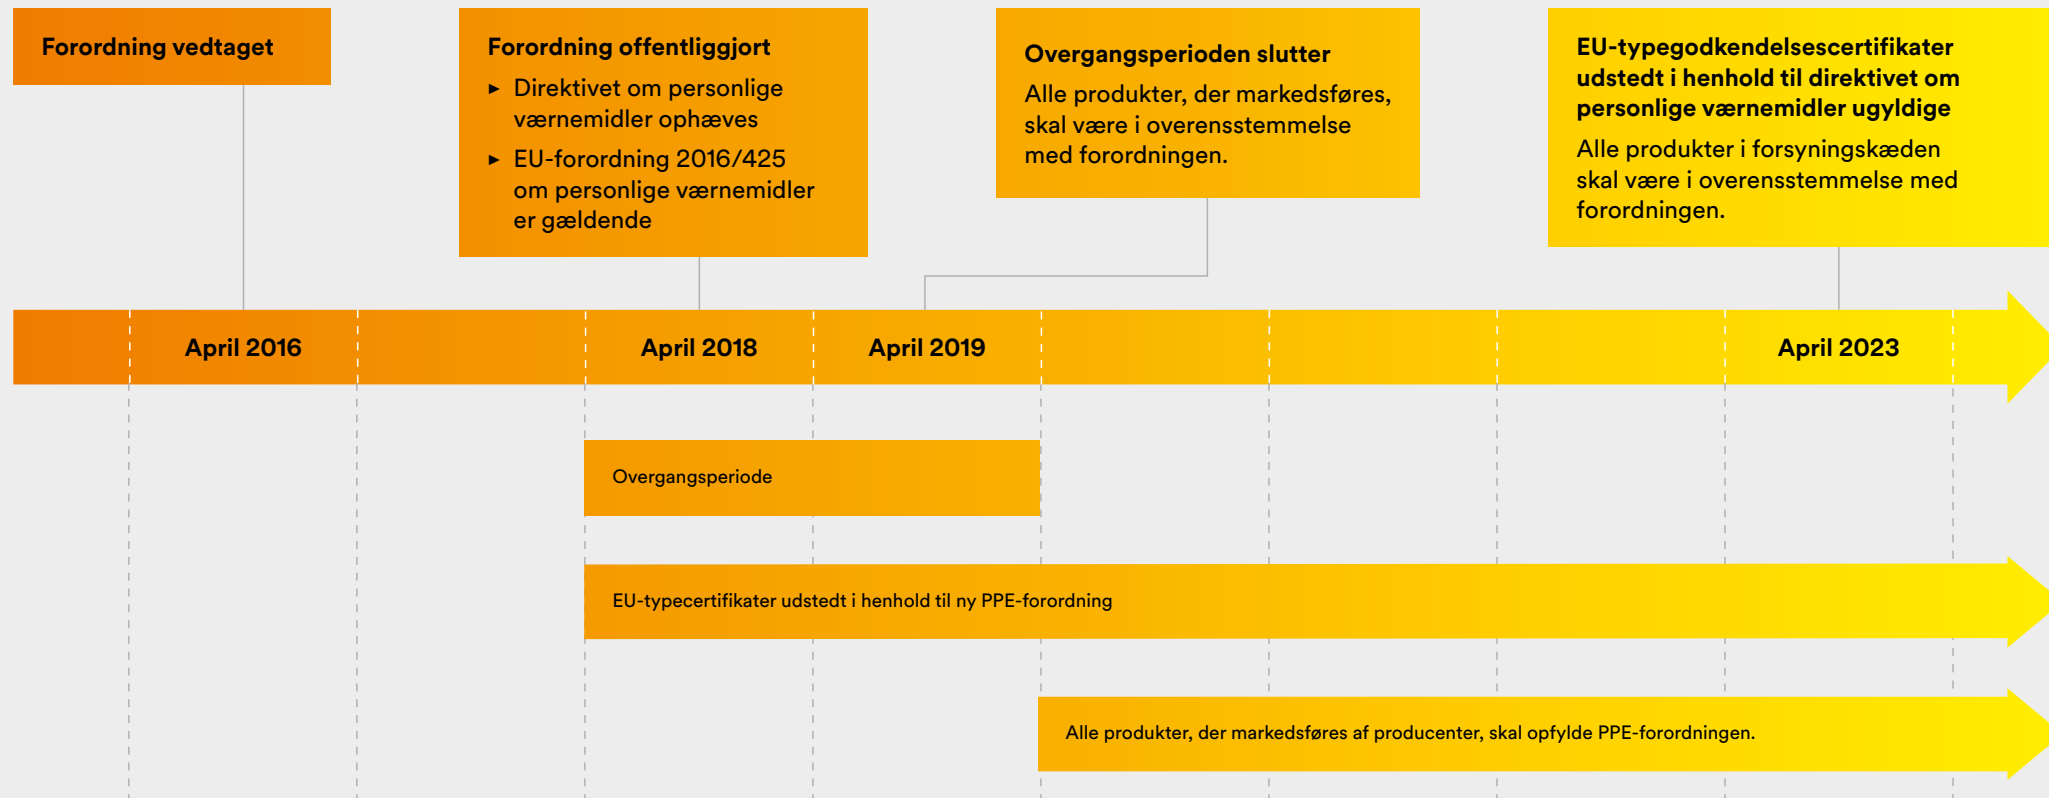 Forordning vedtaget
Forordning offentliggjort
► Direktivet om personlige
værnemidler ophæves
► EU-forordning 2016/425
om personlige værnemidler
er gældende
Overgangsperioden slutter
Alle produkter, der markedsføres,
skal være i overensstemmelse
med forordningen.
EU-typegodkendelsescertifikater
udstedt i henhold til direktivet om
personlige værnemidler ugyldige
Alle produkter i forsyningskæden
skal være i overensstemmelse med
forordningen.
April 2016
April 2018
April 2019
April 2023
Overgangsperiode
EU-typecertifikater udstedt i henhold til ny PPE-forordning
Alle produkter, der markedsføres af producenter, skal opfylde PPE-forordningen.